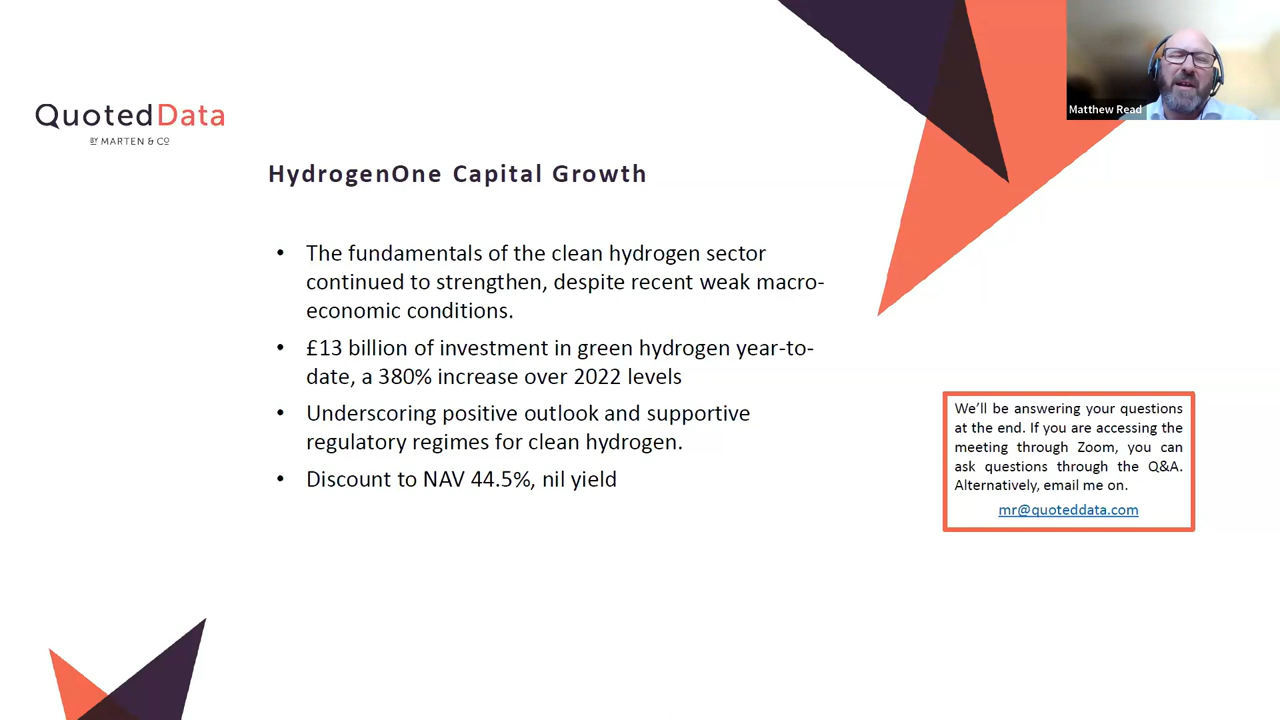 QuotedData
BY MARTEN & CO
Matthew Read
HydrogenOne Capital Growth
• The fundamentals of the clean hydrogen sector
continued to strengthen, despite recent weak macro-
economic conditions.
• £13 billion of investment in green hydrogen year-to-
date, a 380% increase over 2022 levels
• Underscoring positive outlook and supportive
regulatory regimes for clean hydrogen.
• Discount to NAV 44.5%, nil yield
We’ll be answering your questions
at the end. If you are accessing the
meeting through Zoom, you can
ask questions through the Q&A.
Alternatively, email me on.
mr@quoteddata.com